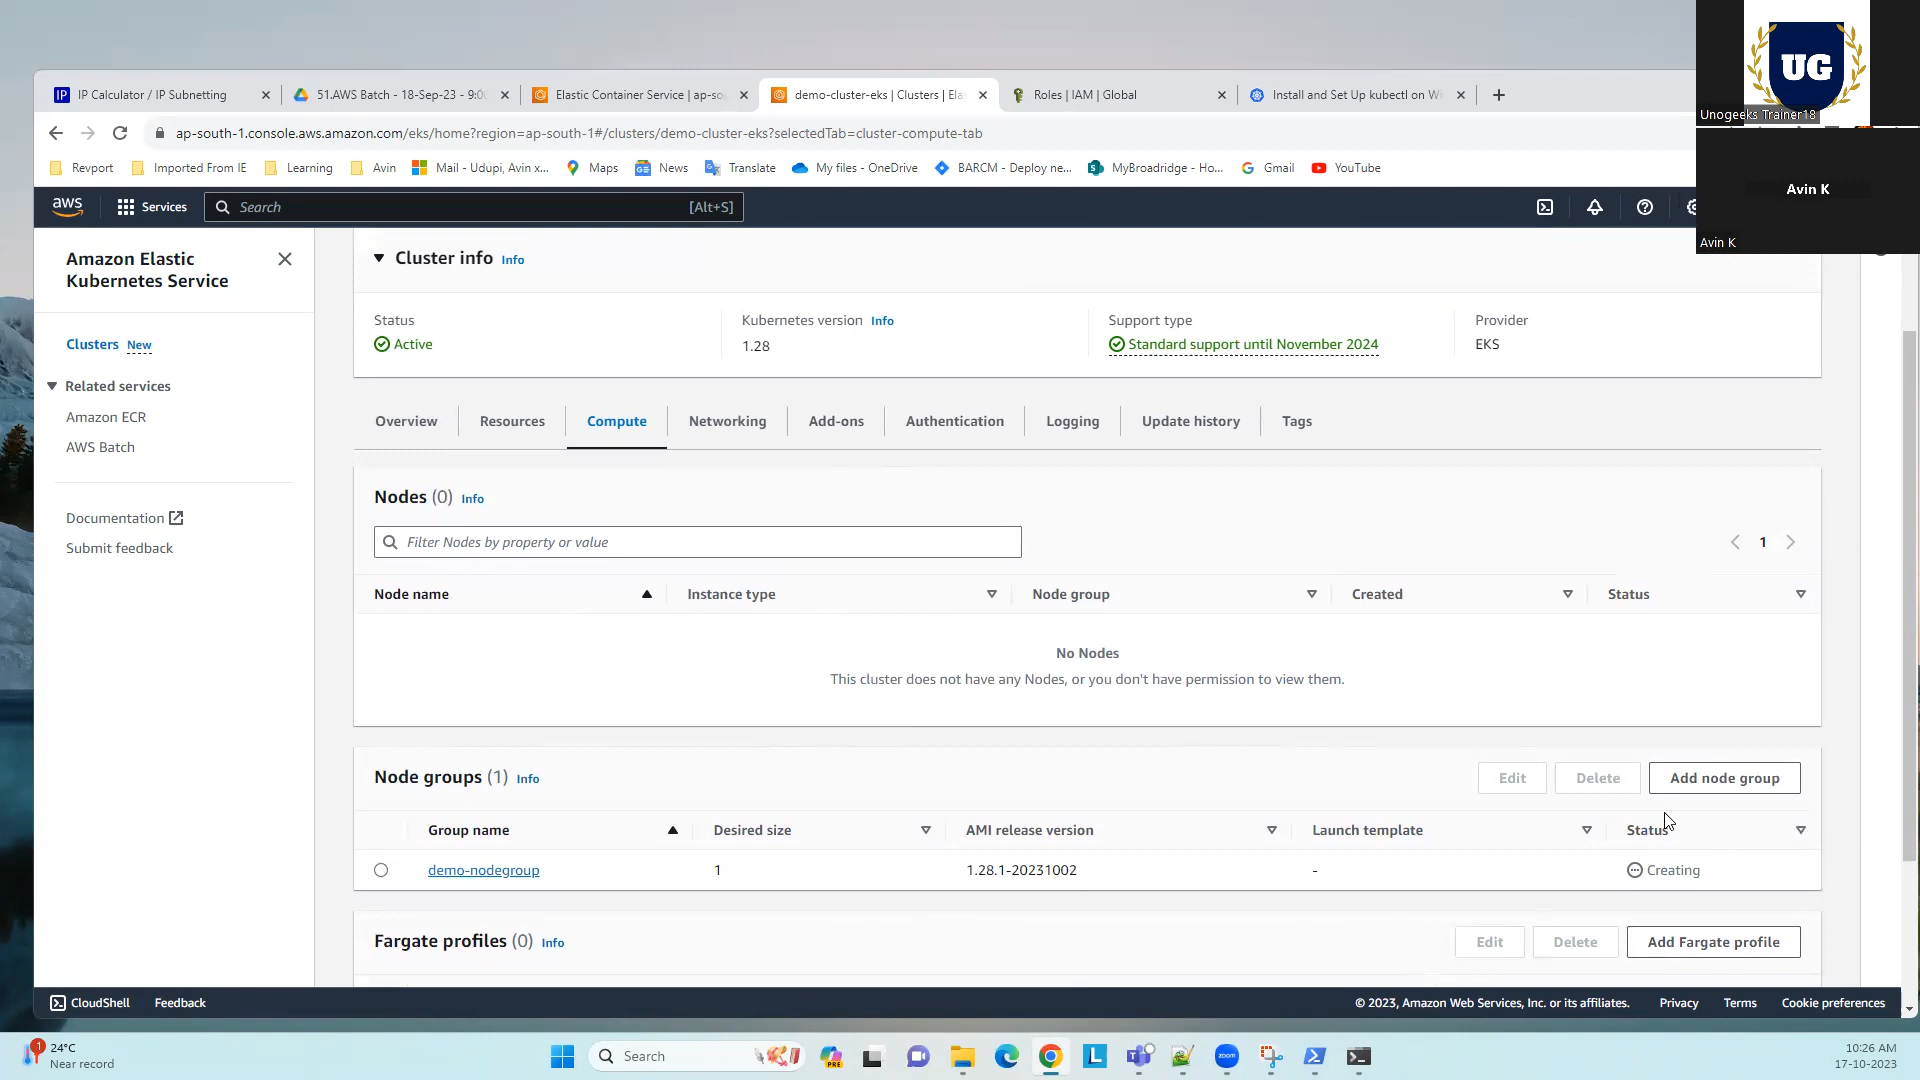 UG
Unogeeks Trainer18
Avin K
Avin K
IP Calculator / IP Subnetting
51.AWS Batch - 18-Sep-23 - 9:0
Elastic Container Service | ap-so
demo-cluster-eks | Clusters | Ela
Roles | IAM | Global
Install and Set Up kubectl on Wi
ap-south-1.console.aws.amazon.com/eks/home?region=ap-south-1#/clusters/demo-cluster-eks?selectedTab=cluster-compute-tab
Revport Imported From IE Learning Avin Mail - Udupi, Avin x... Maps News Translate My files - OneDrive BARCM - Deploy ne... MyBroadridge - Ho... Gmail YouTube
aws Services Search [Alt+S]
Amazon Elastic
Kubernetes Service
Clusters New
Related services
Amazon ECR
AWS Batch
Documentation
Submit feedback
Cluster info Info
Status Kubernetes version Info Support type Provider
Active 1.28 Standard support until November 2024 EKS
Overview Resources Compute Networking Add-ons Authentication Logging Update history Tags
Nodes (0) Info
Filter Nodes by property or value
1
Node name Instance type Node group Created Status
No Nodes
This cluster does not have any Nodes, or you don't have permission to view them.
Node groups (1) Info Edit Delete Add node group
Group name Desired size AMI release version Launch template Status
demo-nodegroup 1 1.28.1-20231002 - Creating
Fargate profiles (0) Info Edit Delete Add Fargate profile
CloudShell Feedback © 2023, Amazon Web Services, Inc. or its affiliates. Privacy Terms Cookie preferences
1
24°C
Near record
Search
PRE
L
zoom
10:26 AM
17-10-2023